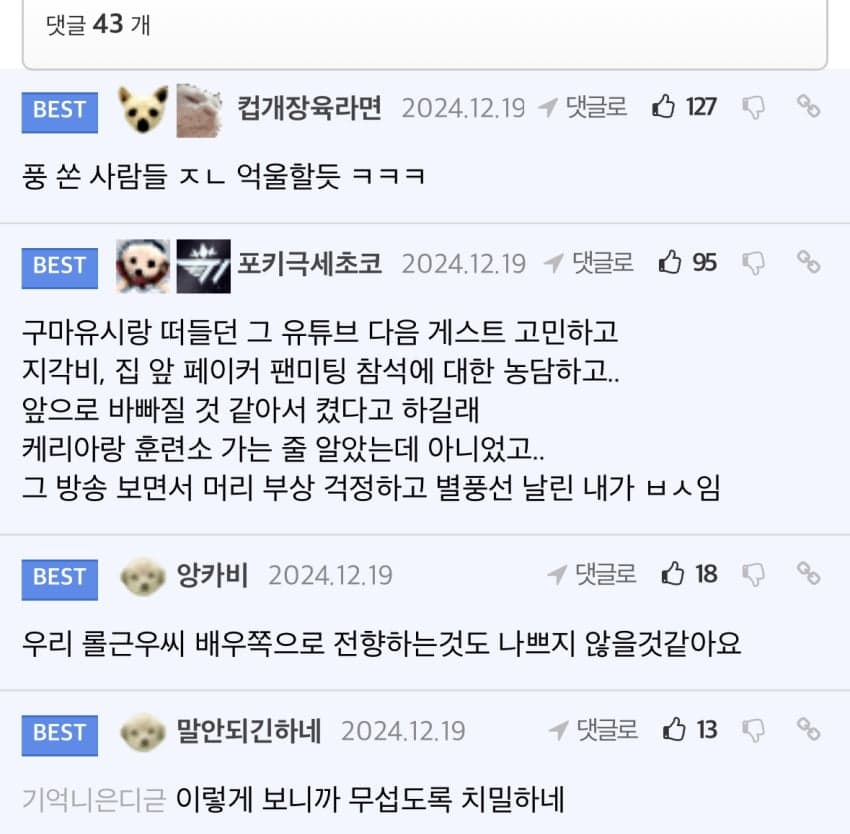 댓글 43 개
BEST 컵개장육라면 2024.12.19 댓글로 127
풍 쏜 사람들 ㅈㄴ 억울할듯 ㅋㅋㅋ
BEST 포키극세초코 2024.12.19 댓글로 95
구마유시랑 떠들던 그 유튜브 다음 게스트 고민하고
지각비, 집 앞 페이커 팬미팅 참석에 대한 농담하고..
앞으로 바빠질 것 같아서 켰다고 하길래
케리아랑 훈련소 가는 줄 알았는데 아니었고..
그 방송 보면서 머리 부상 걱정하고 별풍선 날린 내가 ㅂㅅ임
BEST 앙카비 2024.12.19 댓글로 18
우리 롤근우씨 배우쪽으로 전향하는것도 나쁘지 않을것같아요
BEST 말안되긴하네 2024.12.19 댓글로 13
기억니은디귿 이렇게 보니까 무섭도록 치밀하네